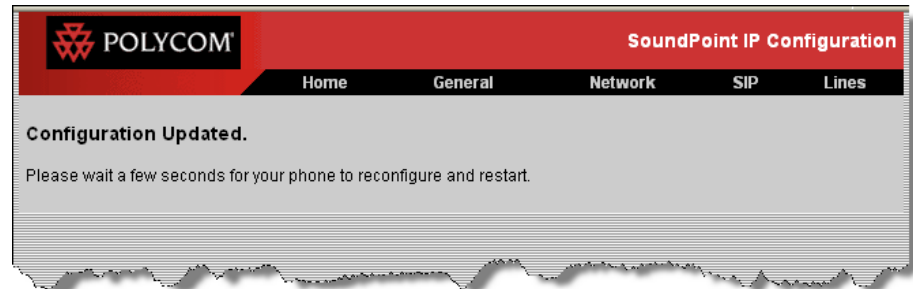 POLYCOM
SoundPoint IP Configuration
Home General Network SIP Lines
Configuration Updated.
Please wait a few seconds for your phone to reconfigure and restart.